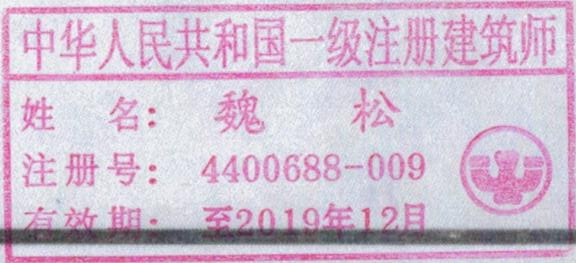 中华人民共和国一级注册建筑师
姓 名: 魏 松
注册号: 4400688-009
有效期: 至2019年12月